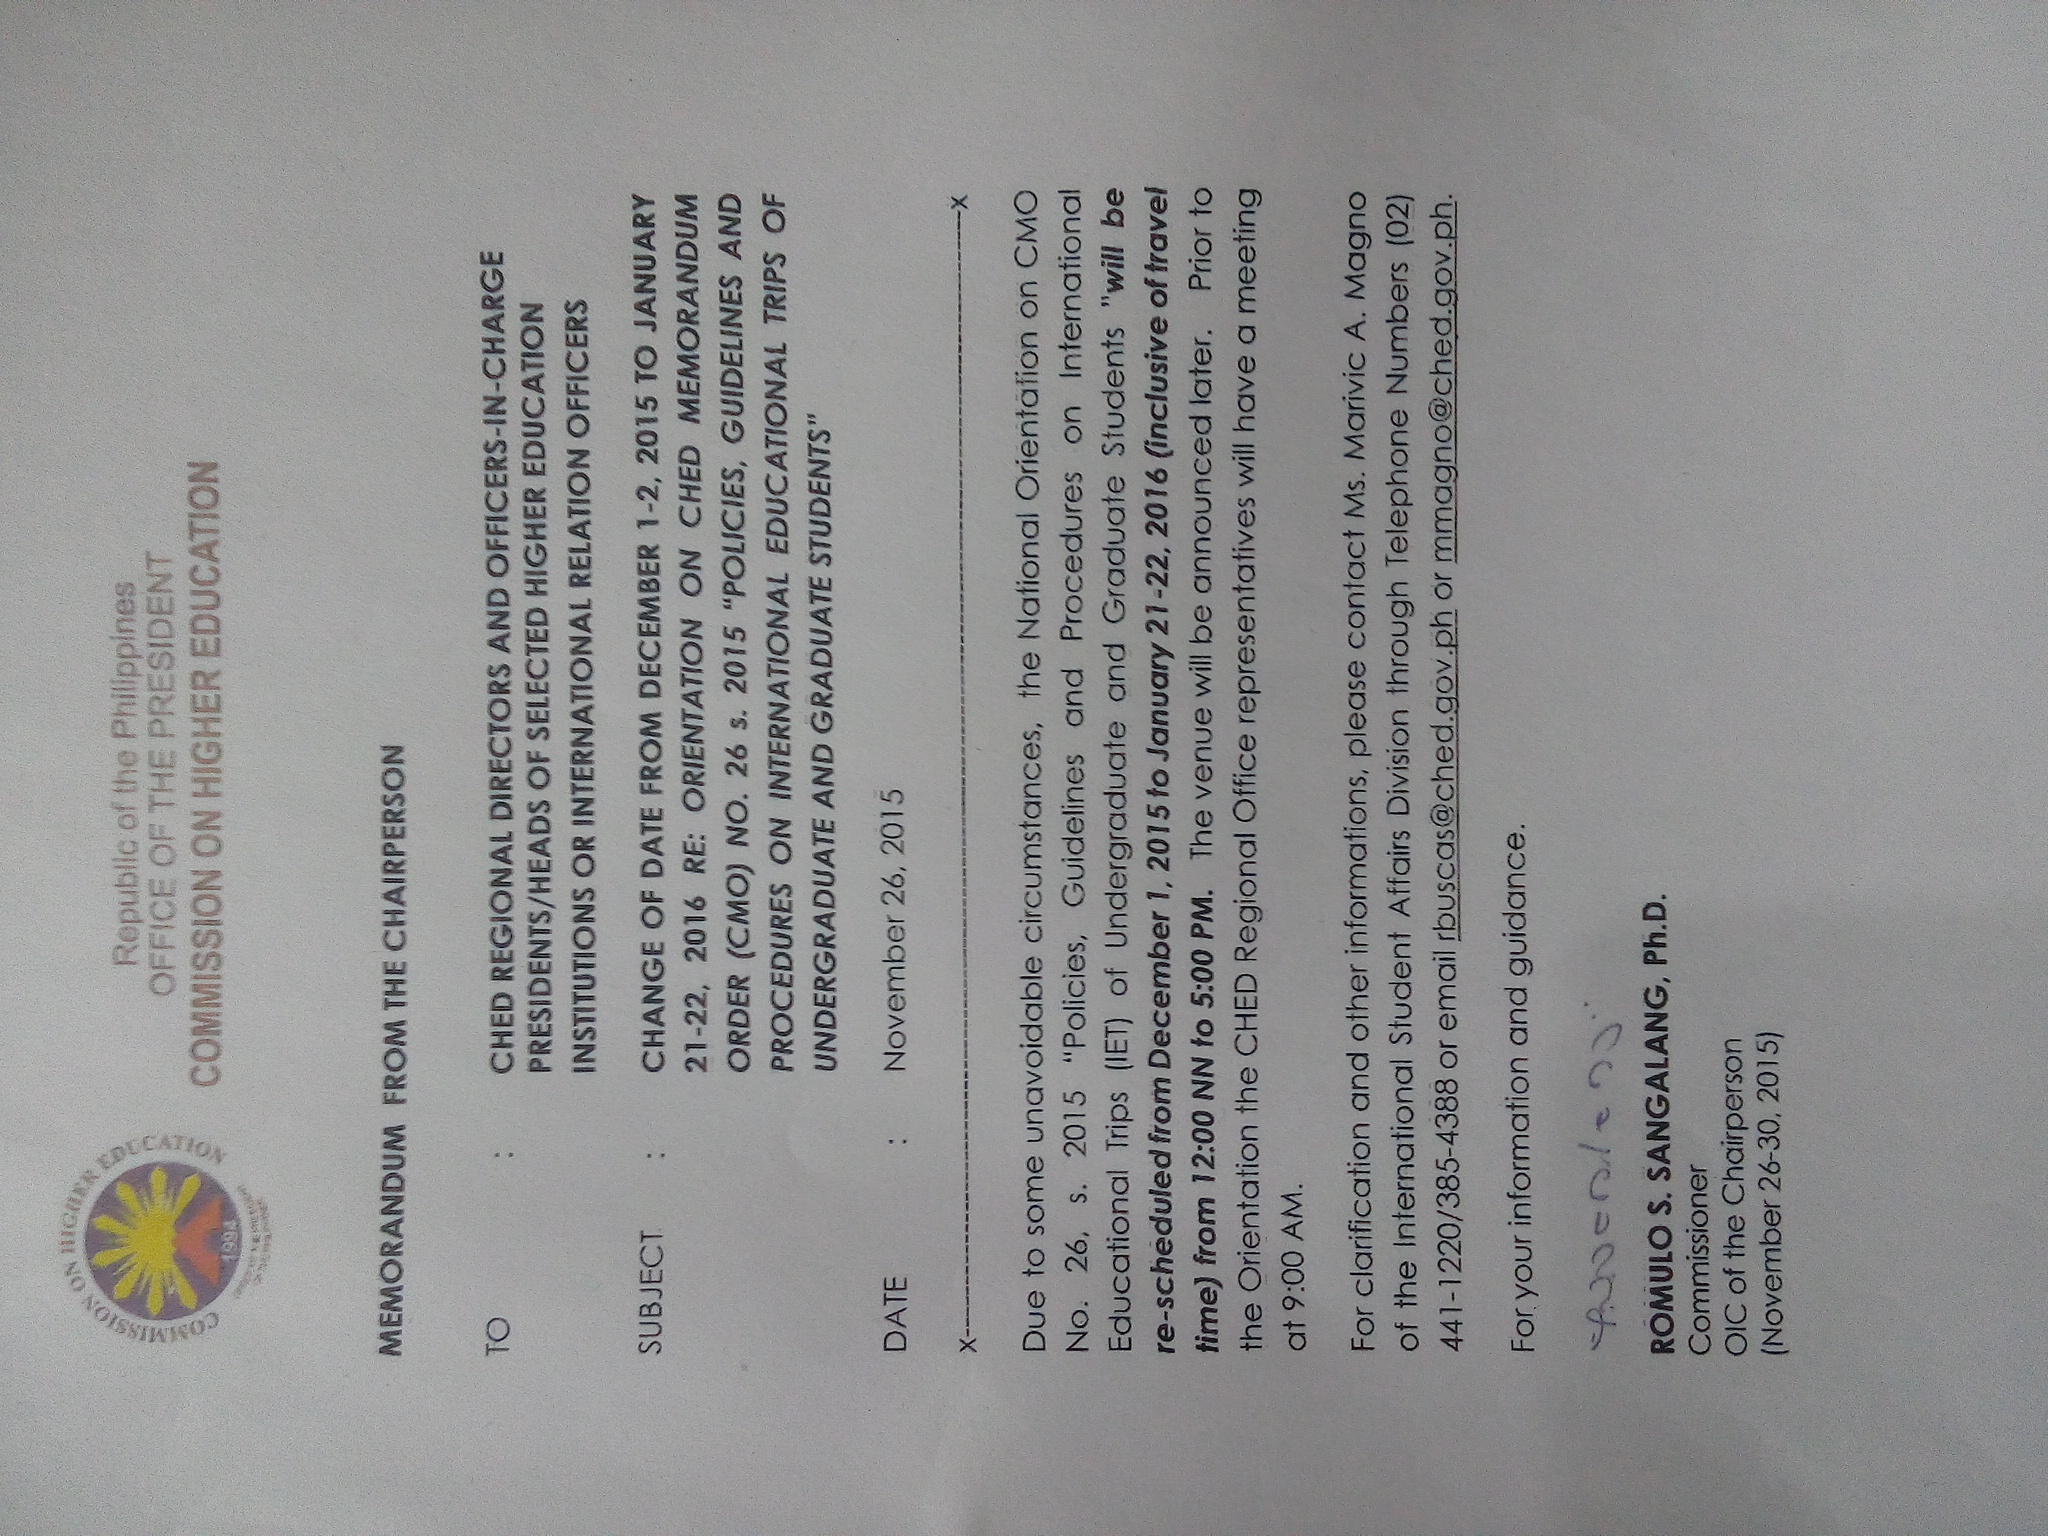 COMMISSION ON HIGHER EDUCATION
1994
OFFICE OF THE PRESIDENT
OF THE PHILIPPINES
Republic of the Philippines
OFFICE OF THE PRESIDENT
COMMISSION ON HIGHER EDUCATION
MEMORANDUM FROM THE CHAIRPERSON
TO : CHED REGIONAL DIRECTORS AND OFFICERS-IN-CHARGE
PRESIDENTS/HEADS OF SELECTED HIGHER EDUCATION
INSTITUTIONS OR INTERNATIONAL RELATION OFFICERS
SUBJECT : CHANGE OF DATE FROM DECEMBER 1-2, 2015 TO JANUARY
21-22, 2016 RE: ORIENTATION ON CHED MEMORANDUM
ORDER (CMO) NO. 26 s. 2015 "POLICIES, GUIDELINES AND
PROCEDURES ON INTERNATIONAL EDUCATIONAL TRIPS OF
UNDERGRADUATE AND GRADUATE STUDENTS"
DATE : November 26, 2015
x-----------------------------------------------------------------------x
Due to some unavoidable circumstances, the National Orientation on CMO
No. 26, s. 2015 "Policies, Guidelines and Procedures on International
Educational Trips (IET) of Undergraduate and Graduate Students "will be
re-scheduled from December 1, 2015 to January 21-22, 2016 (inclusive of travel
time) from 12:00 NN to 5:00 PM. The venue will be announced later. Prior to
the Orientation the CHED Regional Office representatives will have a meeting
at 9:00 AM.
For clarification and other informations, please contact Ms. Marivic A. Magno
of the International Student Affairs Division through Telephone Numbers (02)
441-1220/385-4388 or email rbuscas@ched.gov.ph or mmagno@ched.gov.ph.
For your information and guidance.
ROMULO S. SANGALANG, Ph.D.
Commissioner
OIC of the Chairperson
(November 26-30, 2015)